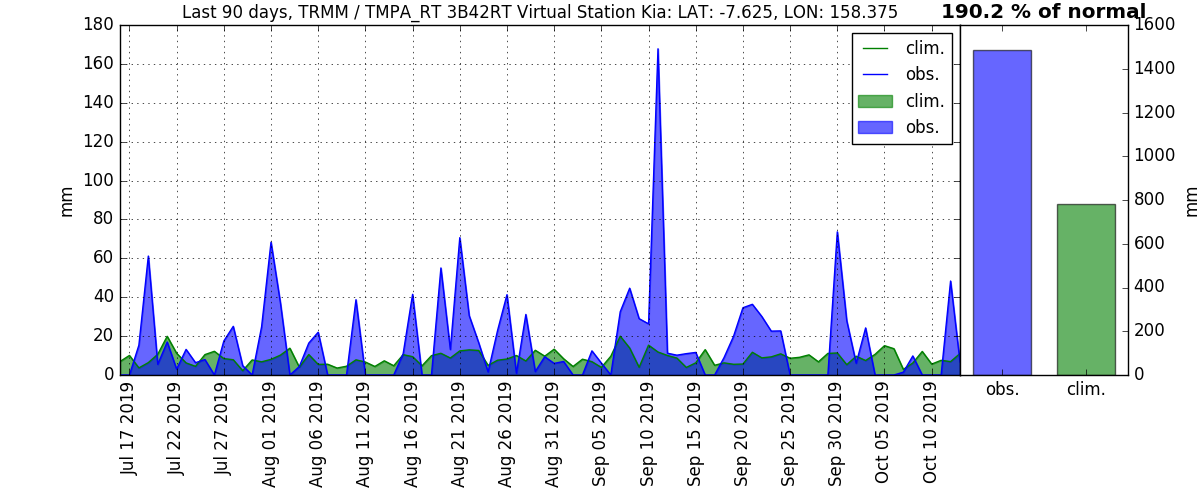 Last 90 days, TRMM / TMPA_RT 3B42RT Virtual Station Kia: LAT: -7.625, LON: 158.375
190.2 % of normal
180
160
140
120
100
80
60
40
20
0
mm
clim.
obs.
clim.
obs.
Jul 17 2019
Jul 22 2019
Jul 27 2019
Aug 01 2019
Aug 06 2019
Aug 11 2019
Aug 16 2019
Aug 21 2019
Aug 26 2019
Aug 31 2019
Sep 05 2019
Sep 10 2019
Sep 15 2019
Sep 20 2019
Sep 25 2019
Sep 30 2019
Oct 05 2019
Oct 10 2019
1600
1400
1200
1000
800
600
400
200
0
mm
obs.
clim.